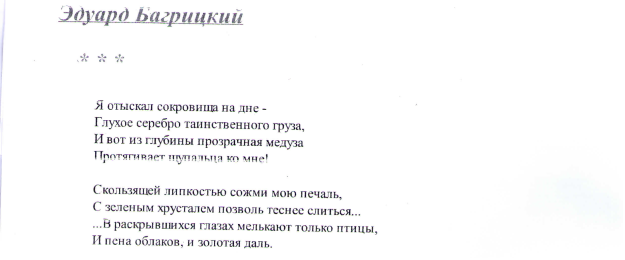 Эдуард Багрицкий
* * *
Я отыскал сокровища на дне -
Глухое серебро таинственного груза,
И вот из глубины прозрачная медуза
Протягивает щупальца ко мне!
Скользящей липкостью сожми мою печаль,
С зеленым хрусталем позволь теснее слиться...
...В раскрывшихся глазах мелькают только птицы,
И пена облаков, и золотая даль.